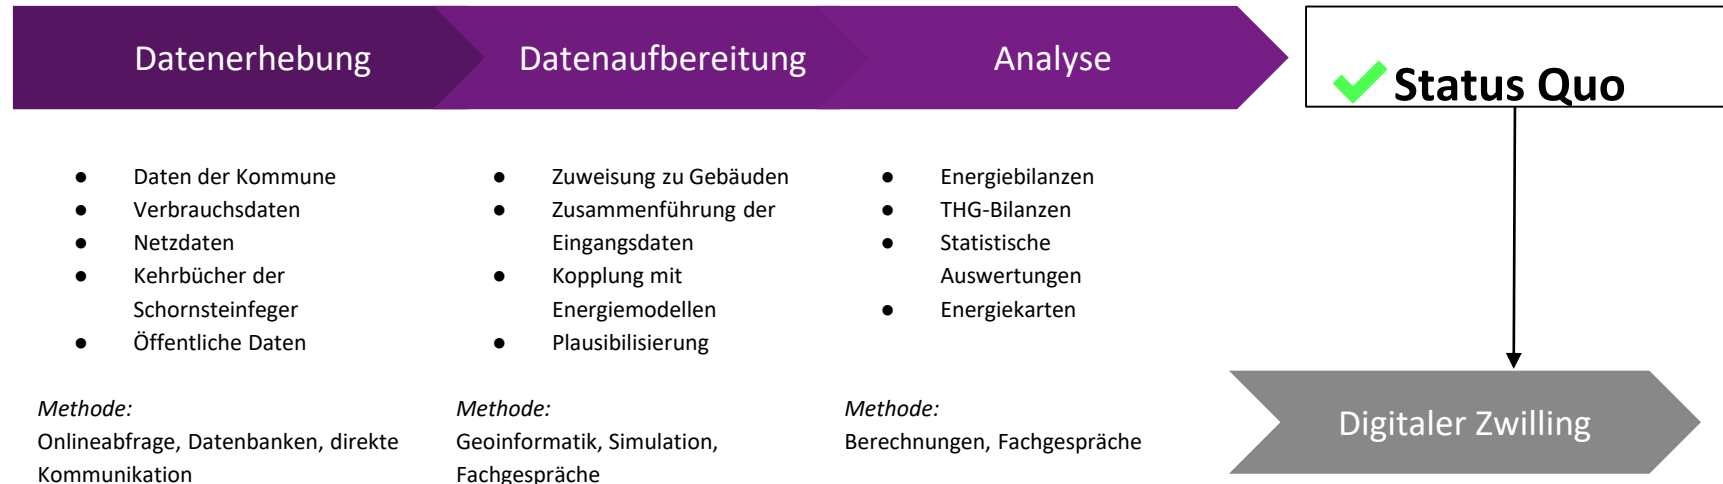 Datenerhebung
Datenaufbereitung
Analyse
Status Quo
● Daten der Kommune
● Verbrauchsdaten
● Netzdaten
● Kehrbücher der
Schornsteinfeger
● Öffentliche Daten
Methode:
Onlineabfrage, Datenbanken, direkte
Kommunikation
● Zuweisung zu Gebäuden
● Zusammenführung der
Eingangsdaten
● Kopplung mit
Energiemodellen
● Plausibilisierung
Methode:
Geoinformatik, Simulation,
Fachgespräche
● Energiebilanzen
● THG-Bilanzen
● Statistische
Auswertungen
● Energiekarten
Methode:
Berechnungen, Fachgespräche
Digitaler Zwilling